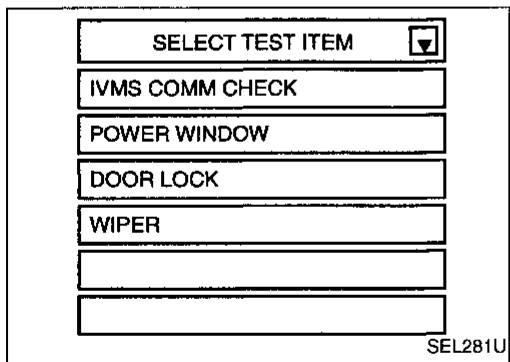 SELECT TEST ITEM
IVMS COMM CHECK
POWER WINDOW
DOOR LOCK
WIPER
SEL281U